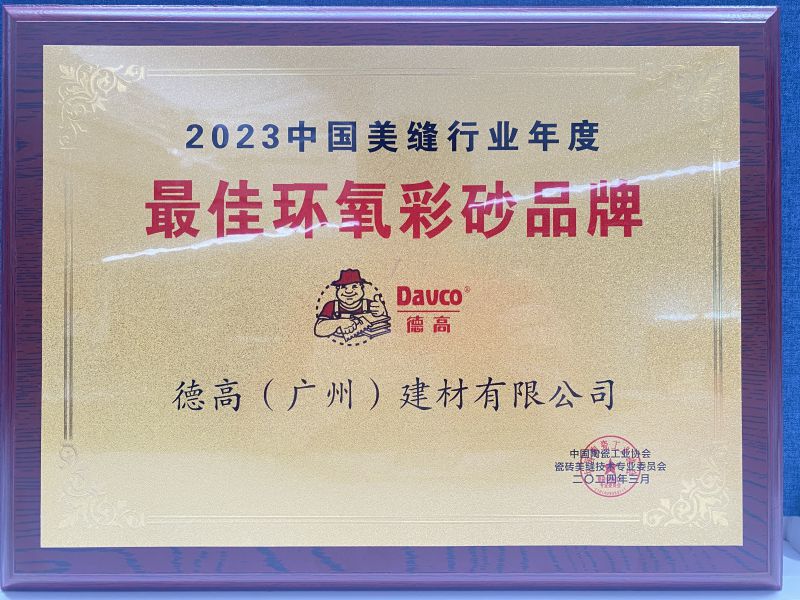 2023中国美缝行业年度
最佳环氧彩砂品牌
Davco®
德高
德高（广州）建材有限公司
中国陶瓷工业协会
瓷砖美缝技术专业委员会
二〇二四年三月